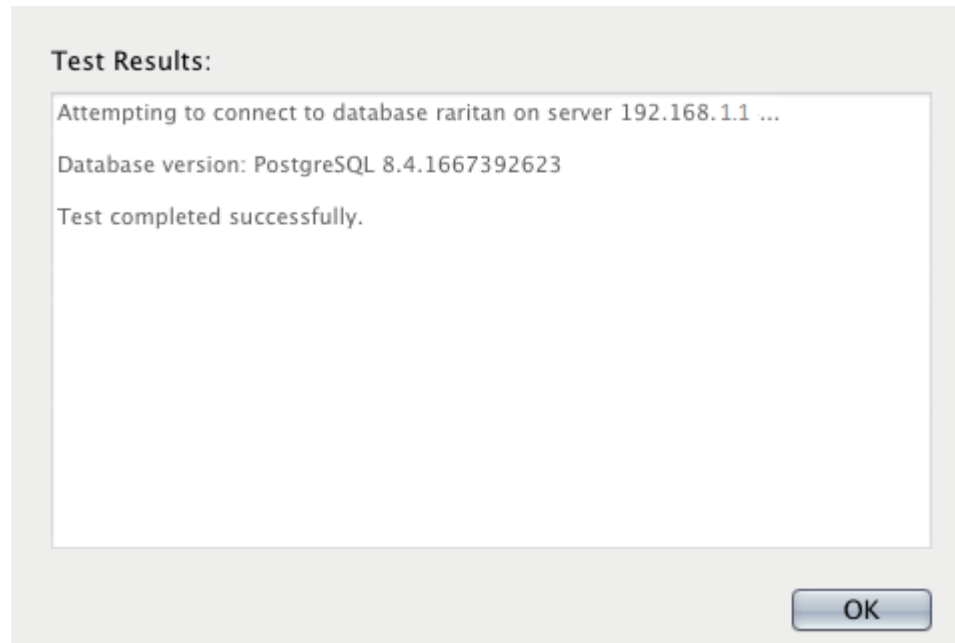 Test Results:
Attempting to connect to database raritan on server 192.168.1.1 ...
Database version: PostgreSQL 8.4.1667392623
Test completed successfully.
OK